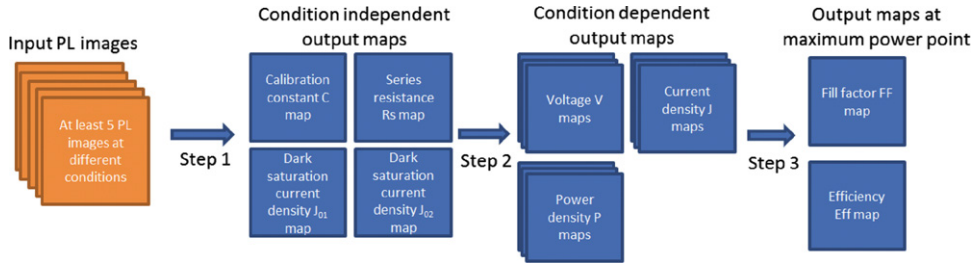 Input PL images
At least 5 PL
images at
different
conditions
Step 1
Condition independent
output maps
Calibration
constant C
map
Series
resistance
Rs map
Dark
saturation
current
density J₀₁
map
Dark
saturation
current
density J₀₂
map
Step 2
Condition dependent
output maps
Voltage V
maps
Current
density J
maps
Power
density P
maps
Step 3
Output maps at
maximum power point
Fill factor FF
map
Efficiency
Eff map